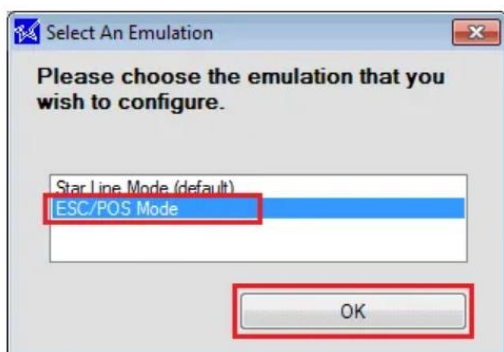 Select An Emulation
Please choose the emulation that you
wish to configure.
Star Line Mode (default)
ESC/POS Mode
OK